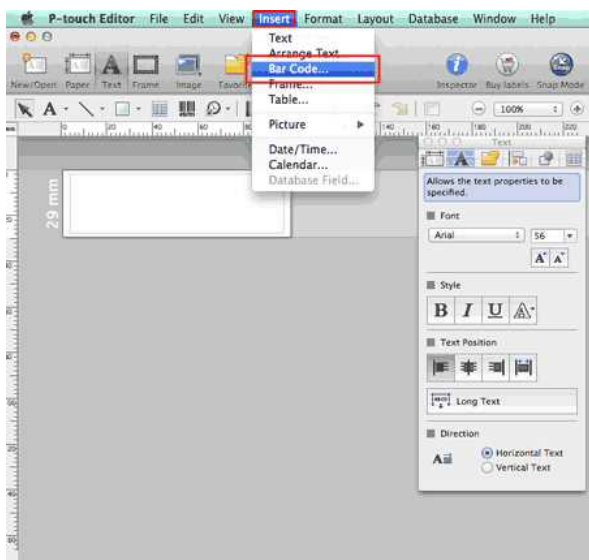 P-touch Editor File Edit View Insert Format Layout Database Window Help
Text
Arrange Text
Bar Code...
Frame...
Table...
Picture
Date/Time...
Calendar...
Database Field...
New/Open Paper Text Frame Image Favorite
Inspector Buy labels Snap Mode
100%
29 mm
Text
Allows the text properties to be
specified.
Font
Arial 56
Style
B I U A
Text Position
Long Text
Direction
Horizontal Text
Vertical Text